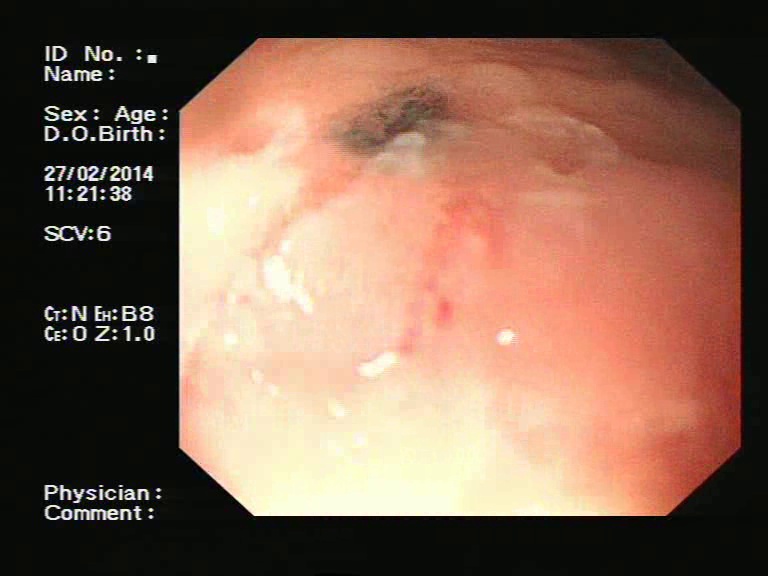 ID No. :
Name:
Sex: Age:
D.O.Birth:
27/02/2014
11:21:38
SCV:6
CT:N EH:B8
CE:0 Z:1.0
Physician:
Comment: